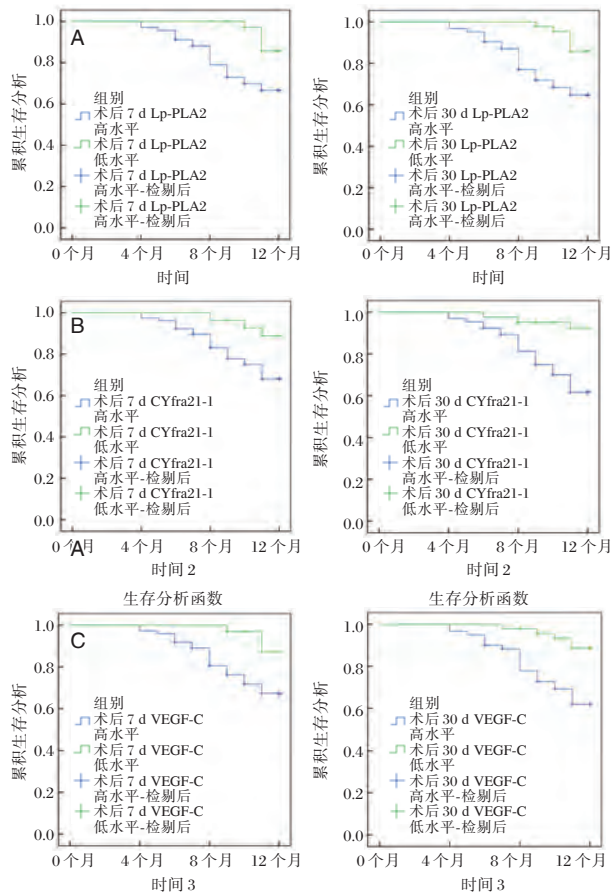 A
1.0
0.8
0.6
0.4
0.2
0.0
累积生存分析
组别
术后 7 d Lp-PLA2
高水平
术后 7 d Lp-PLA2
低水平
术后 7 d Lp-PLA2
高水平-检剔后
术后 7 d Lp-PLA2
高水平-检剔后
0 个月 4 个月 8 个月 12 个月
时间
1.0
0.8
0.6
0.4
0.2
0.0
累积生存分析
组别
术后 30 d Lp-PLA2
高水平
术后 30 Lp-PLA2
低水平
术后 30 Lp-PLA2
高水平-检剔后
术后 30 Lp-PLA2
高水平-检剔后
0 个月 4 个月 8 个月 12 个月
时间
B
1.0
0.8
0.6
0.4
0.2
0.0
累积生存分析
组别
术后 7 d CYfra21-1
高水平
术后 7 d CYfra21-1
低水平
术后 7 d CYfra21-1
高水平-检剔后
术后 7 d CYfra21-1
低水平-检剔后
A
0 个月 4 个月 8 个月 12 个月
时间 2
1.0
0.8
0.6
0.4
0.2
0.0
累积生存分析
组别
术后 30 d CYfra21-1
高水平
术后 30 d CYfra21-1
低水平
术后 30 d CYfra21-1
高水平-检剔后
术后 30 d CYfra21-1
低水平-检剔后
0 个月 4 个月 8 个月 12 个月
时间 2
生存分析函数
C
1.0
0.8
0.6
0.4
0.2
0.0
累积生存分析
组别
术后 7 d VEGF-C
高水平
术后 7 d VEGF-C
低水平
术后 7 d VEGF-C
高水平-检剔后
术后 7 d VEGF-C
低水平-检剔后
0 个月 4 个月 8 个月 12 个月
时间 3
生存分析函数
1.0
0.8
0.6
0.4
0.2
0.0
累积生存分析
组别
术后 30 d VEGF-C
高水平
术后 30 d VEGF-C
低水平
术后 30 d VEGF-C
高水平-检剔后
术后 30 d VEGF-C
低水平-检剔后
0 个月 4 个月 8 个月 12 个月
时间 3